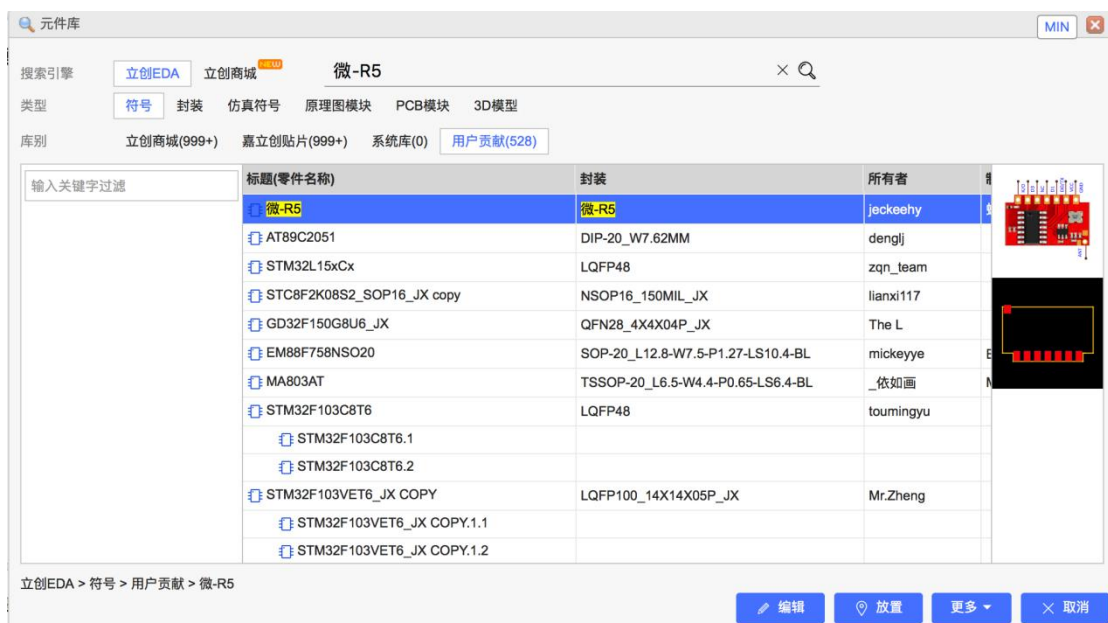 元件库 MIN
搜索引擎 立创EDA 立创商城 NEW 微-R5
类型 符号 封装 仿真符号 原理图模块 PCB模块 3D模型
库别 立创商城(999+) 嘉立创贴片(999+) 系统库(0) 用户贡献(528)
输入关键字过滤
标题(零件名称) 封装 所有者
微-R5 微-R5 jeckeehy
AT89C2051 DIP-20_W7.62MM denglj
STM32L15xCx LQFP48 zqn_team
STC8F2K08S2_SOP16_JX copy NSOP16_150MIL_JX lianxi117
GD32F150G8U6_JX QFN28_4X4X04P_JX The L
EM88F758NSO20 SOP-20_L12.8-W7.5-P1.27-LS10.4-BL mickeyye
MA803AT TSSOP-20_L6.5-W4.4-P0.65-LS6.4-BL _依如画
STM32F103C8T6 LQFP48 toumingyu
STM32F103C8T6.1
STM32F103C8T6.2
STM32F103VET6_JX COPY LQFP100_14X14X05P_JX Mr.Zheng
STM32F103VET6_JX COPY.1.1
STM32F103VET6_JX COPY.1.2
立创EDA > 符号 > 用户贡献 > 微-R5
编辑 放置 更多 取消